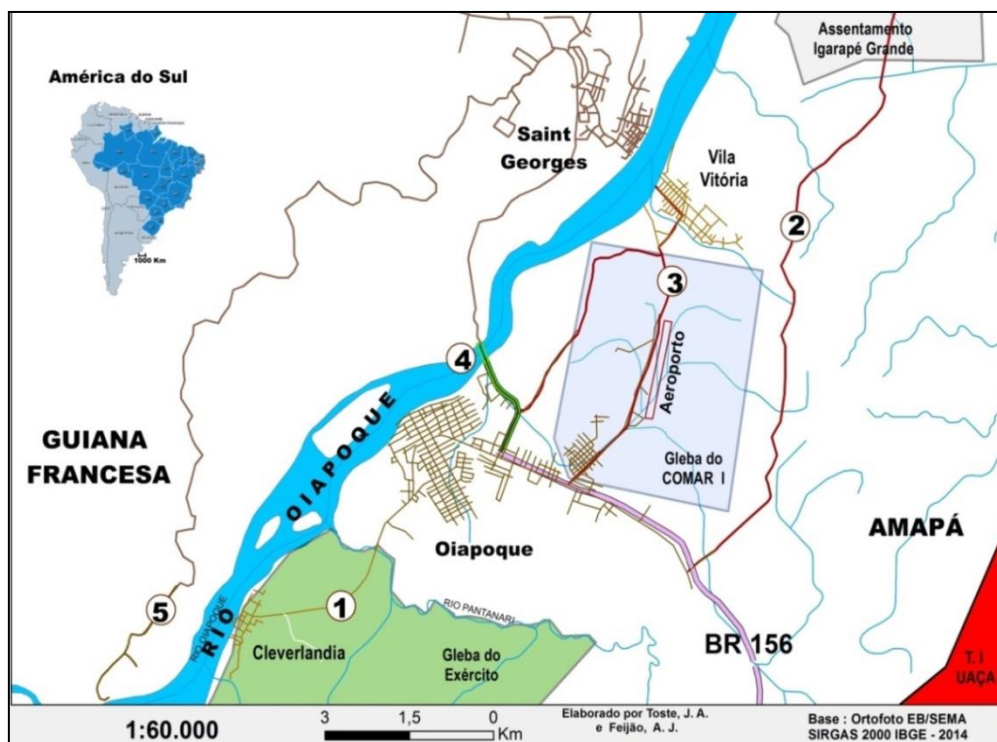 Assentamento
Igarapé Grande
América do Sul
1000 Km
Saint
Georges
Vila
Vitória
2
3
4
Aeroporto
GUIANA
FRANCESA
RIO OIAPOQUE
Gleba do
COMAR I
AMAPÁ
Oiapoque
5
1
RIO OIAPOQUE
RIO PANTANARI
Cleverlandia
Gleba do
Exército
BR 156
T. I
UAÇA
1:60.000
3 1,5 0
Km
Elaborado por Toste, J. A.
e Feijão, A. J.
Base : Ortofoto EB/SEMA
SIRGAS 2000 IBGE - 2014